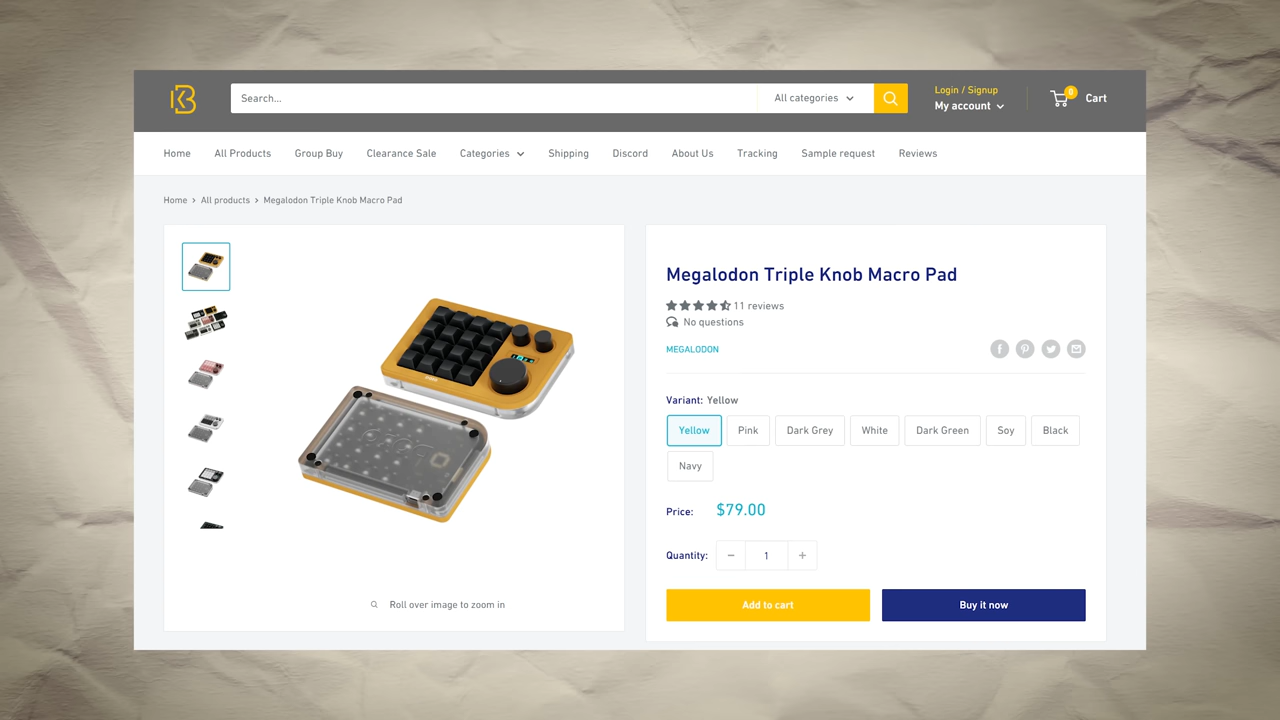 KB
Search...
All categories
Login / Signup
My account
0
Cart
Home
All Products
Group Buy
Clearance Sale
Categories
Shipping
Discord
About Us
Tracking
Sample request
Reviews
Home > All products > Megalodon Triple Knob Macro Pad
Megalodon Triple Knob Macro Pad
11 reviews
No questions
MEGALODON
Variant: Yellow
Yellow
Pink
Dark Grey
White
Dark Green
Soy
Black
Navy
Price: $79.00
Quantity: − 1 +
Roll over image to zoom in
Add to cart
Buy it now